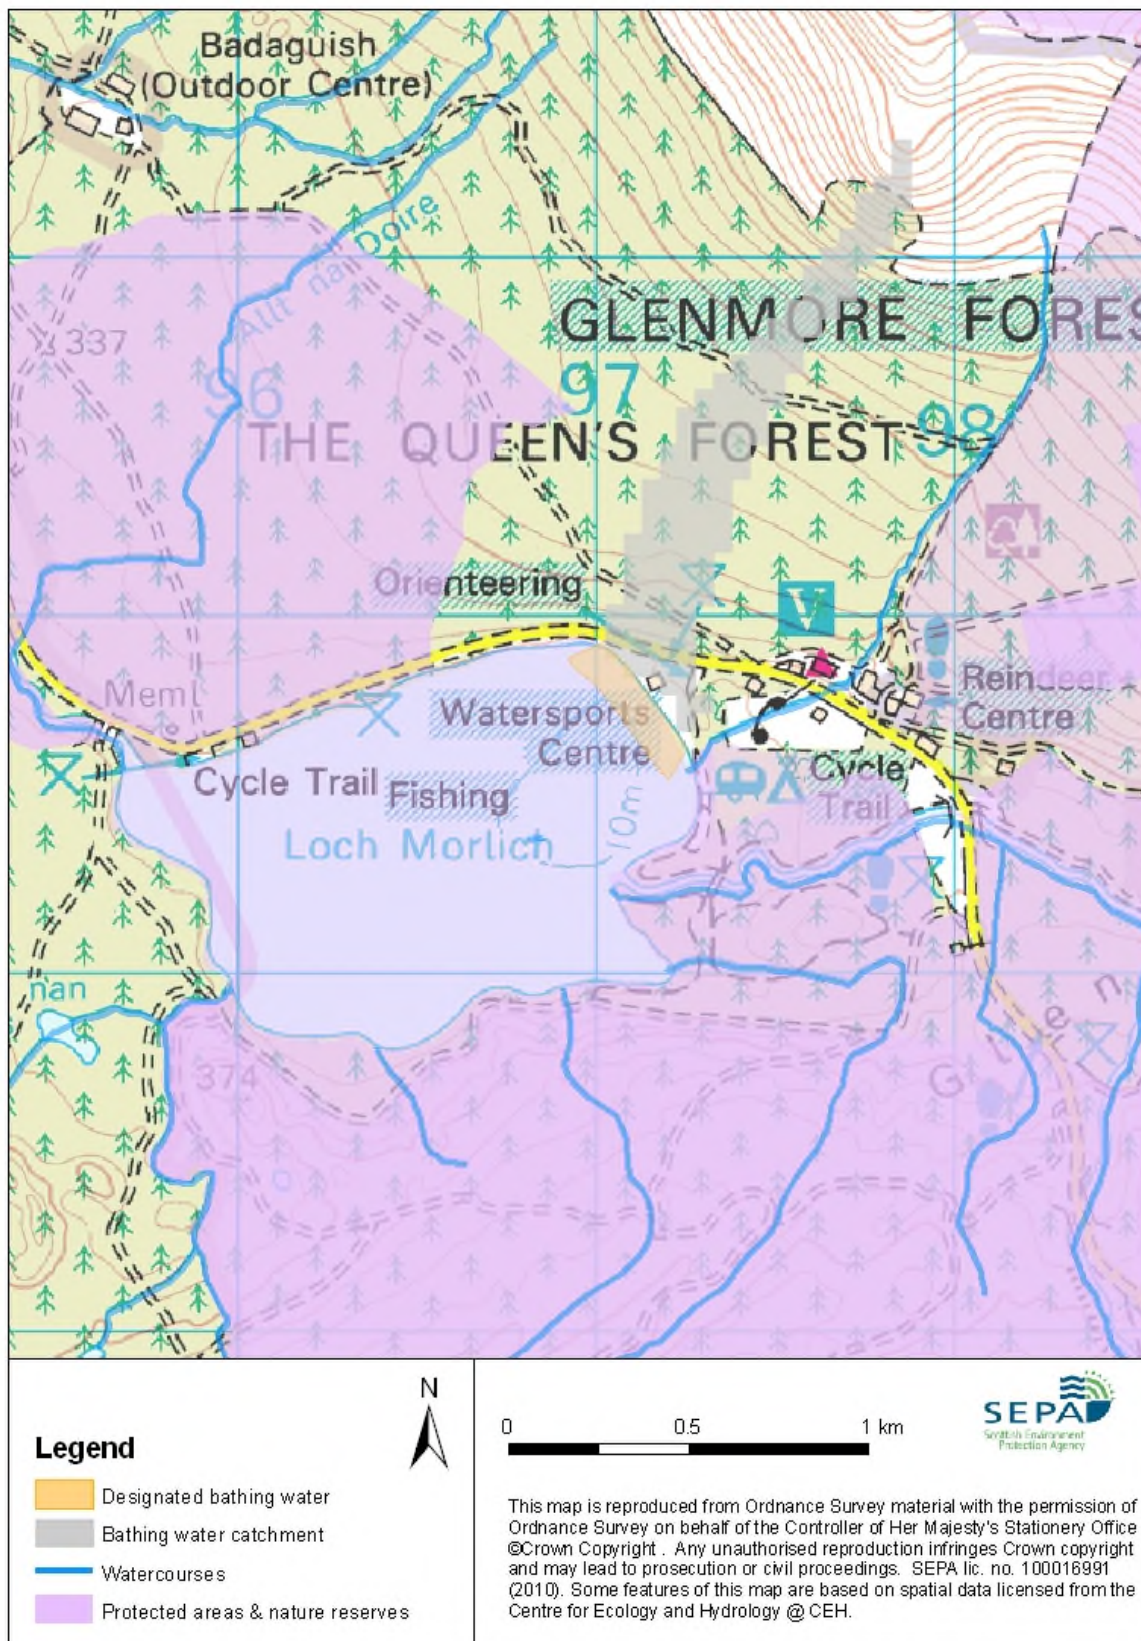 Badaguish
(Outdoor Centre)
Allt na Doire
GLENMORE FORES
337
96
97
98
THE QUEEN'S FOREST
Orienteering
V
Meml
Watersports
Centre
Reindeer
Centre
Cycle Trail
Fishing
Cycle
Trail
10m
Loch Morlich
nan
374
Glen
N
Legend
Designated bathing water
Bathing water catchment
Watercourses
Protected areas & nature reserves
0 0.5 1 km
SEPA
Scottish Environment
Protection Agency
This map is reproduced from Ordnance Survey material with the permission of
Ordnance Survey on behalf of the Controller of Her Majesty's Stationery Office
©Crown Copyright . Any unauthorised reproduction infringes Crown copyright
and may lead to prosecution or civil proceedings. SEPA lic. no. 100016991
(2010). Some features of this map are based on spatial data licensed from the
Centre for Ecology and Hydrology @ CEH.